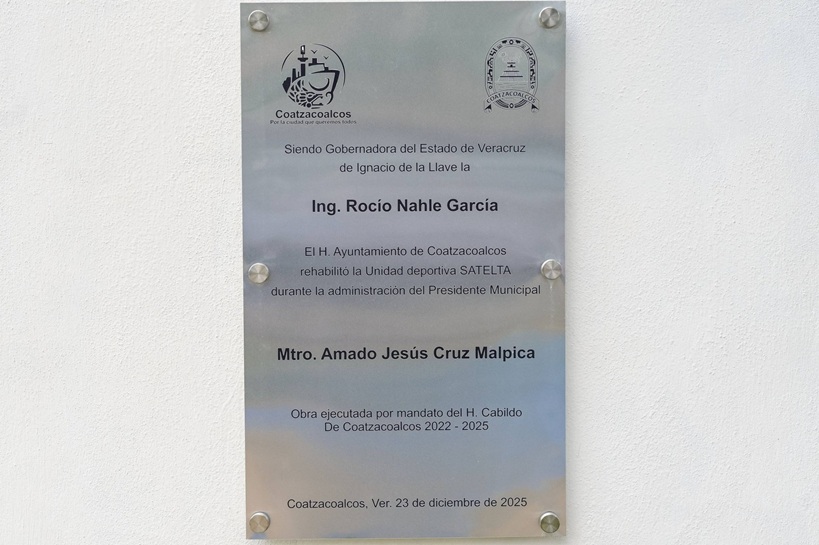 Coatzacoalcos
Por la ciudad que queremos todos
COATZACOALCOS
Siendo Gobernadora del Estado de Veracruz
de Ignacio de la Llave la
Ing. Rocío Nahle García
El H. Ayuntamiento de Coatzacoalcos
rehabilitó la Unidad deportiva SATELTA
durante la administración del Presidente Municipal
Mtro. Amado Jesús Cruz Malpica
Obra ejecutada por mandato del H. Cabildo
De Coatzacoalcos 2022 - 2025
Coatzacoalcos, Ver. 23 de diciembre de 2025